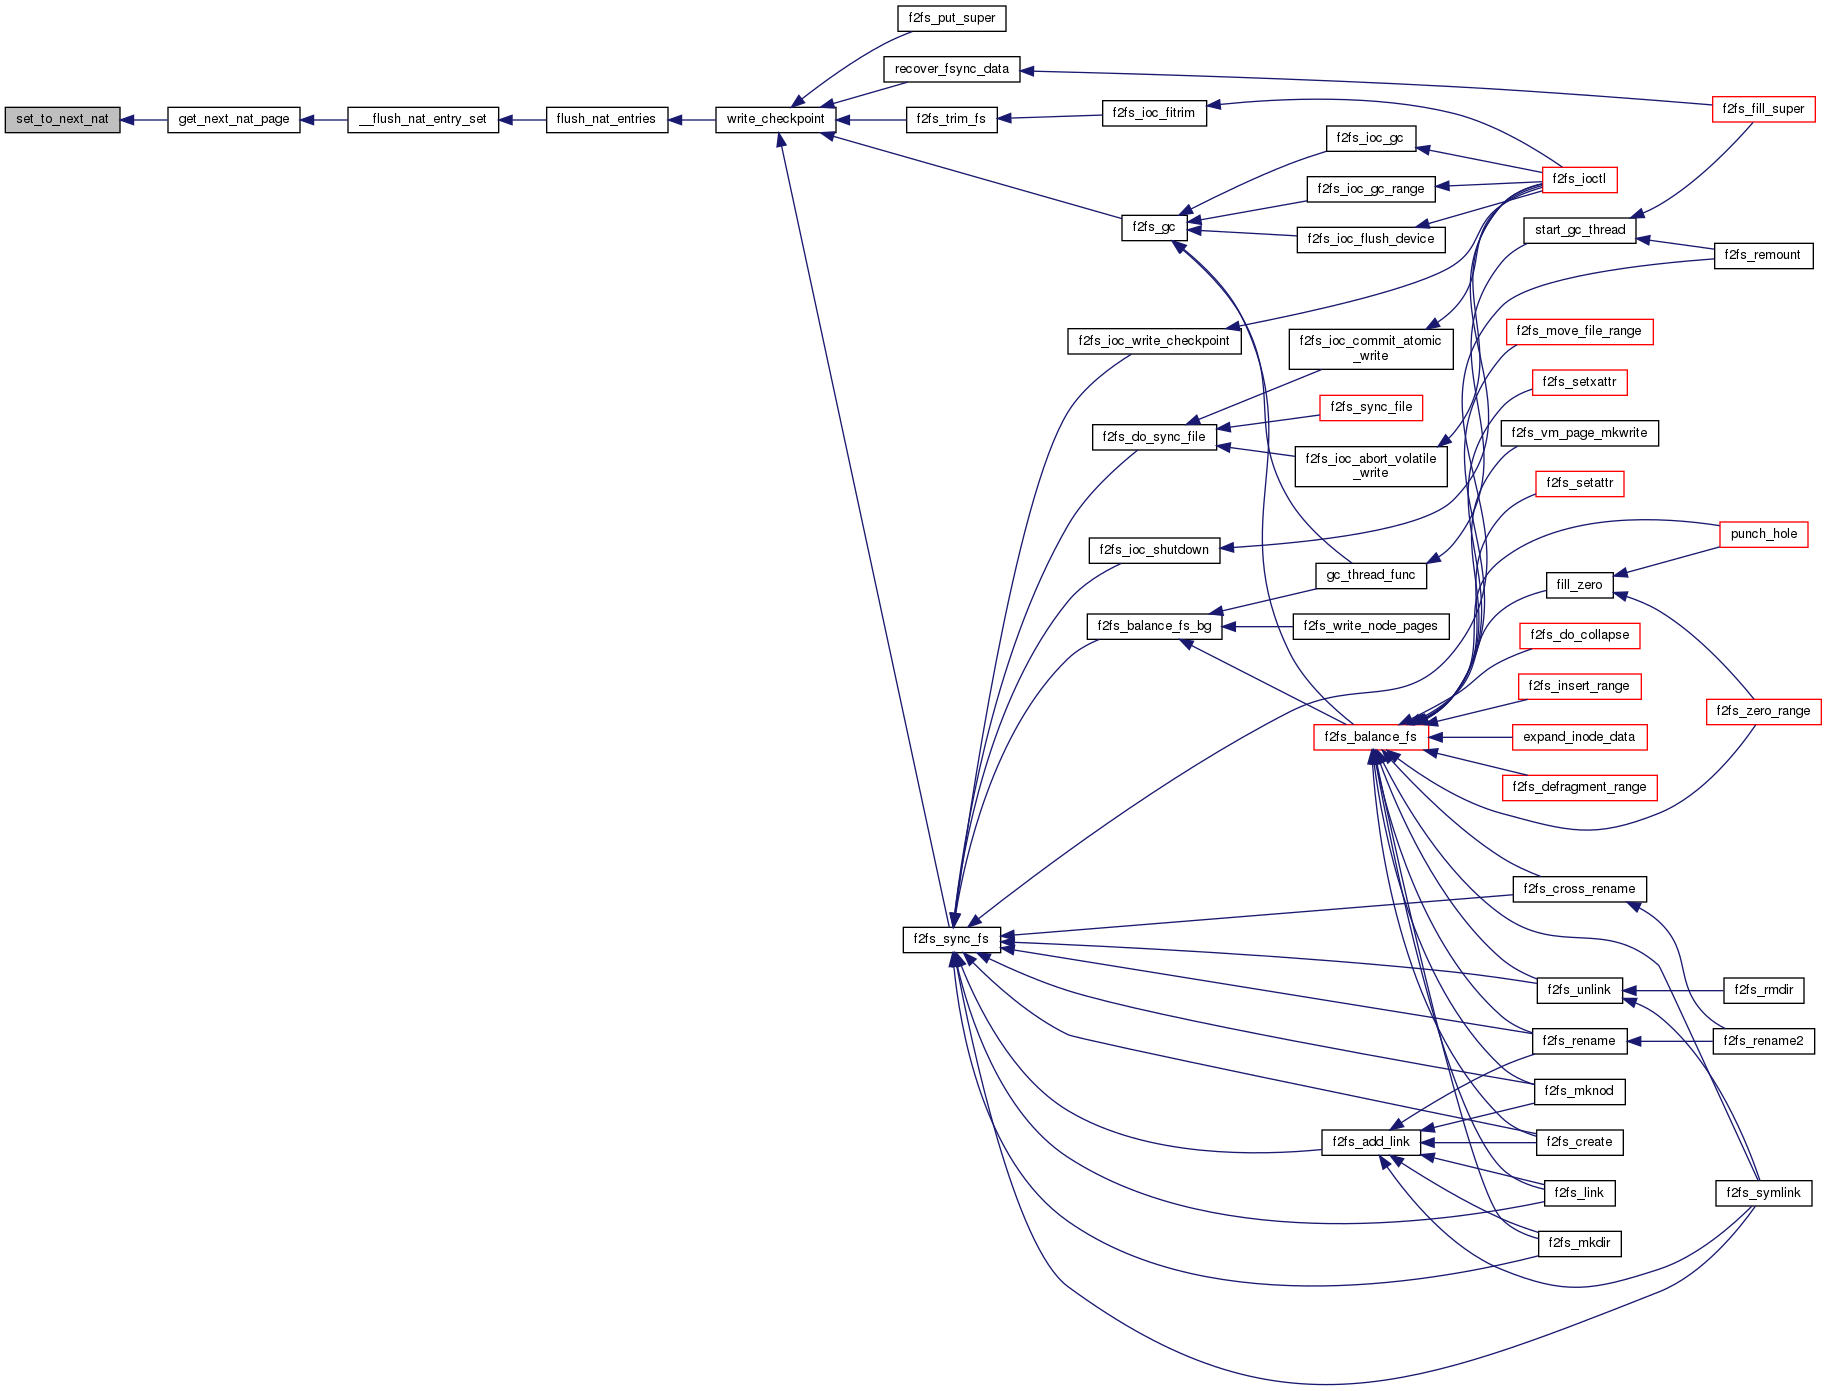 f2fs_put_super
recover_fsync_data
f2fs_fill_super
set_to_next_nat
get_next_nat_page
__flush_nat_entry_set
flush_nat_entries
write_checkpoint
f2fs_trim_fs
f2fs_ioc_fitrim
f2fs_ioc_gc
f2fs_ioctl
f2fs_ioc_gc_range
f2fs_gc
f2fs_ioc_flush_device
start_gc_thread
f2fs_remount
f2fs_ioc_write_checkpoint
f2fs_ioc_commit_atomic
_write
f2fs_move_file_range
f2fs_setxattr
f2fs_sync_file
f2fs_do_sync_file
f2fs_vm_page_mkwrite
f2fs_ioc_abort_volatile
_write
f2fs_setattr
punch_hole
f2fs_ioc_shutdown
gc_thread_func
fill_zero
f2fs_balance_fs_bg
f2fs_write_node_pages
f2fs_do_collapse
f2fs_insert_range
f2fs_zero_range
f2fs_balance_fs
expand_inode_data
f2fs_defragment_range
f2fs_cross_rename
f2fs_sync_fs
f2fs_unlink
f2fs_rmdir
f2fs_rename
f2fs_rename2
f2fs_mknod
f2fs_add_link
f2fs_create
f2fs_link
f2fs_symlink
f2fs_mkdir